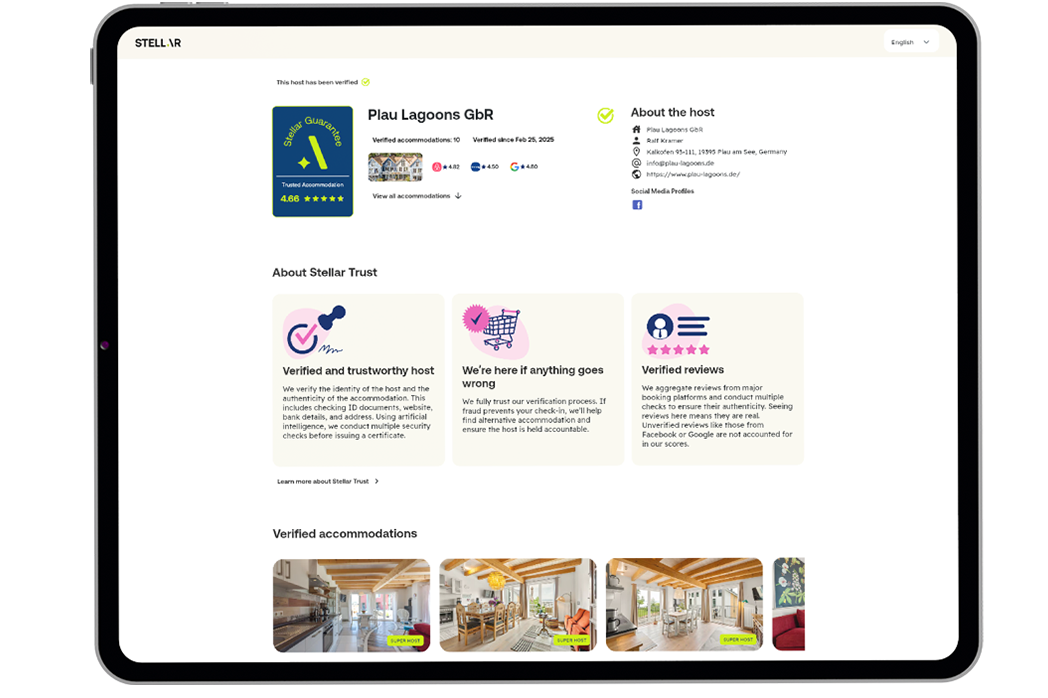 STELLAR
English
This host has been verified
Stellar Guarantee
Trusted Accommodation
4.66
Plau Lagoons GbR
Verified accommodations: 10 Verified since Feb 25, 2025
4.82 4.50 4.80
View all accommodations
About the host
Plau Lagoons GbR
Ralf Kramer
Kalkofen 93-111, 19395 Plau am See, Germany
info@plau-lagoons.de
https://www.plau-lagoons.de/
Social Media Profiles
About Stellar Trust
Verified and trustworthy host
We verify the identity of the host and the
authenticity of the accommodation. This
includes checking ID documents, website,
bank details, and address. Using artificial
intelligence, we conduct multiple security
checks before issuing a certificate.
We're here if anything goes
wrong
We fully trust our verification process. If
fraud prevents your check-in, we'll help
find alternative accommodation and
ensure the host is held accountable.
Verified reviews
We aggregate reviews from major
booking platforms and conduct multiple
checks to ensure their authenticity. Seeing
reviews here means they are real.
Unverified reviews like those from
Facebook or Google are not accounted for
in our scores.
Learn more about Stellar Trust
Verified accommodations
SUPER HOST
SUPER HOST
SUPER HOST